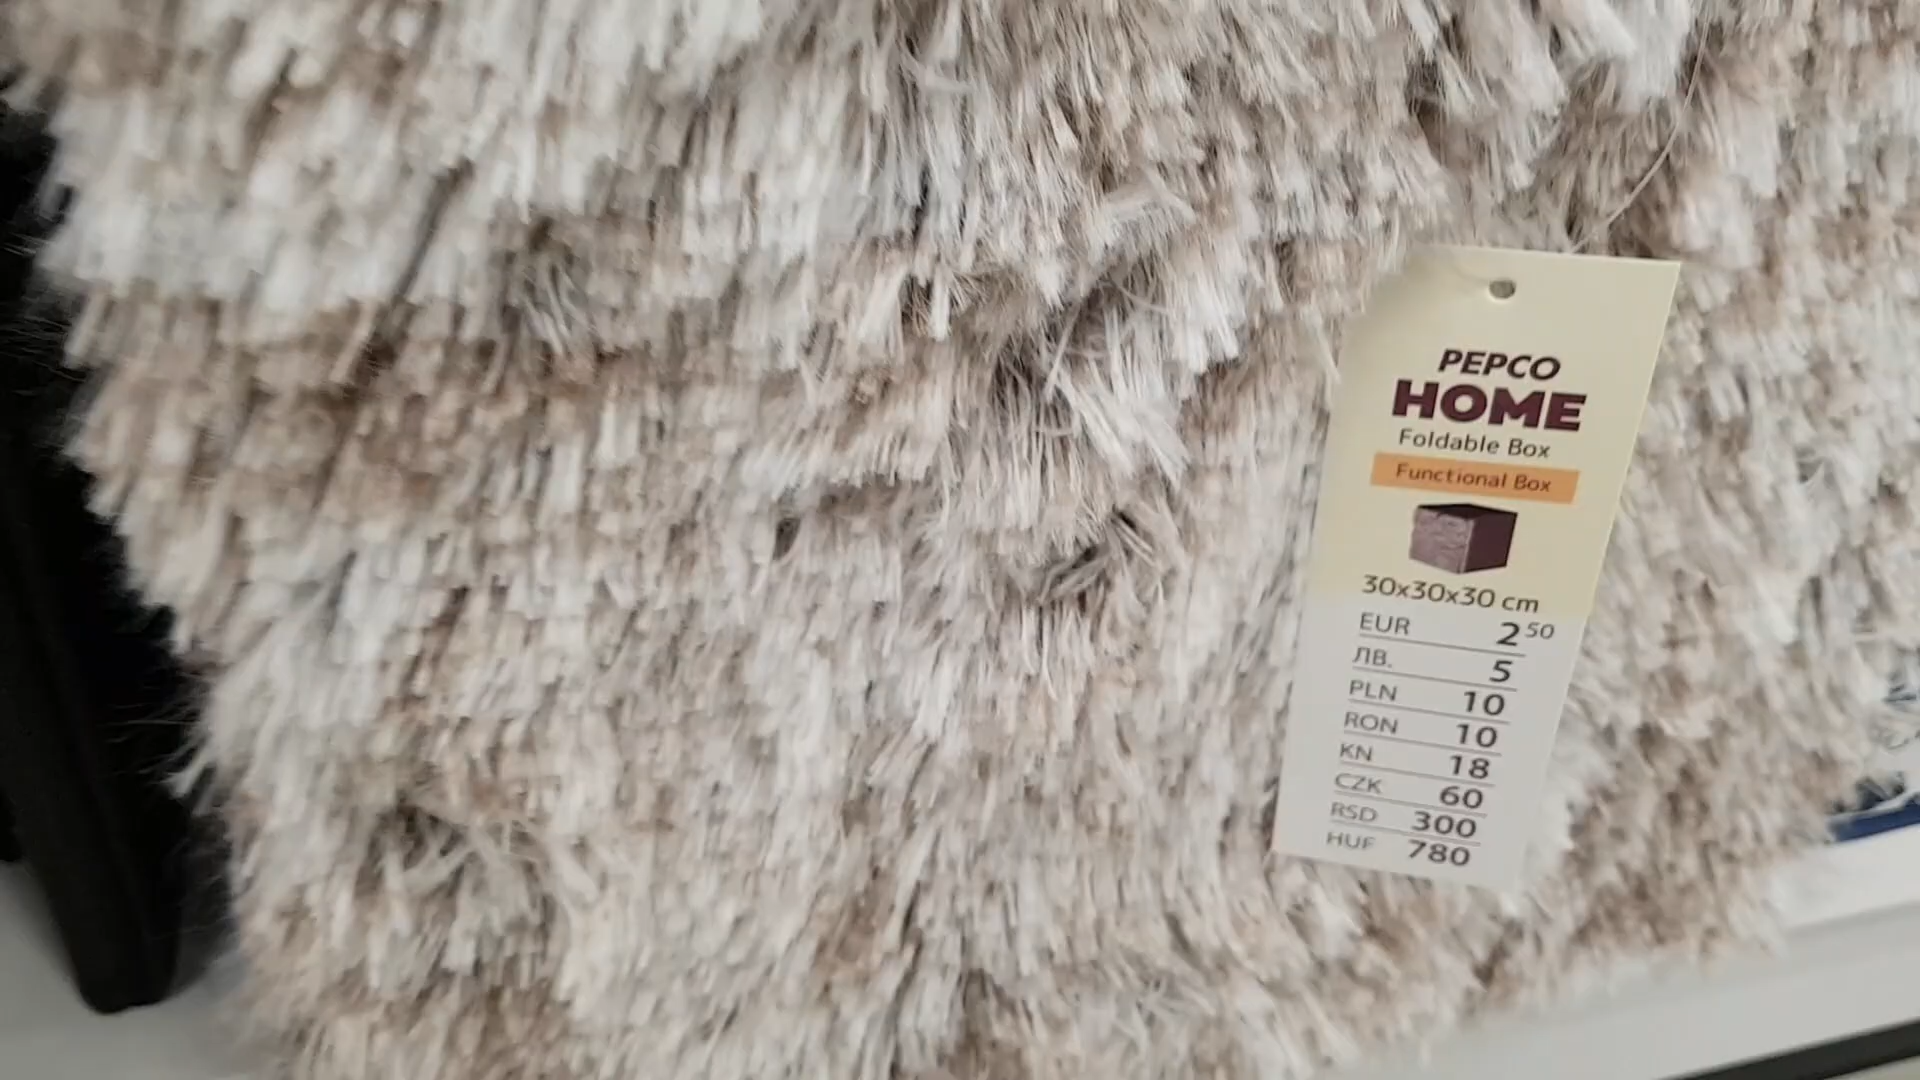 PEPCO
HOME
Foldable Box
Functional Box
30x30x30 cm
EUR 2 50
ЛВ. 5
PLN 10
RON 10
KN 18
CZK 60
RSD 300
HUF 780